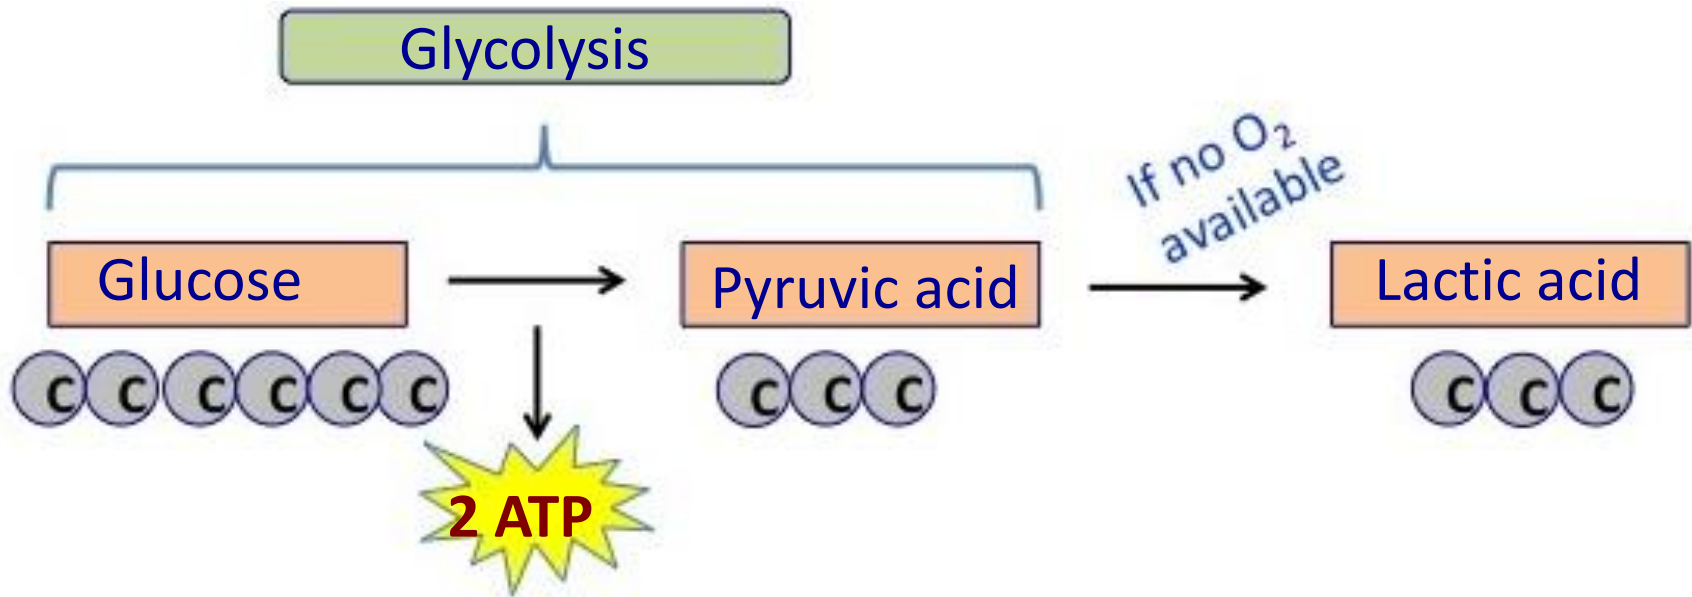 Glycolysis
If no O₂
available
Glucose
Pyruvic acid
Lactic acid
C C C C C C
C C C
C C C
2 ATP